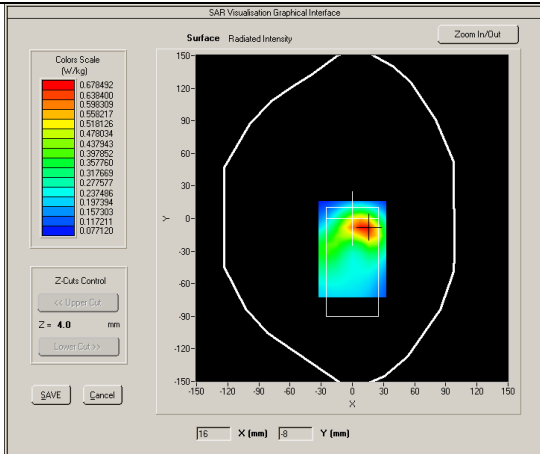 SAR Visualisation Graphical Interface
Surface Radiated Intensity
Zoom In/Out
Colors Scale
(W/kg)
0.678492
0.638400
0.598309
0.558217
0.518126
0.478034
0.437943
0.397852
0.357760
0.317669
0.277577
0.237486
0.197394
0.157303
0.117211
0.077120
Z-Cuts Control
<< Upper Cut
Z = 4.0 mm
Lower Cut >>
SAVE
Cancel
150
120
90
60
30
0
-30
-60
-90
-120
-150
Y
-150 -120 -90 -60 -30 0 30 60 90 120 150
X
16 X (mm) -8 Y (mm)